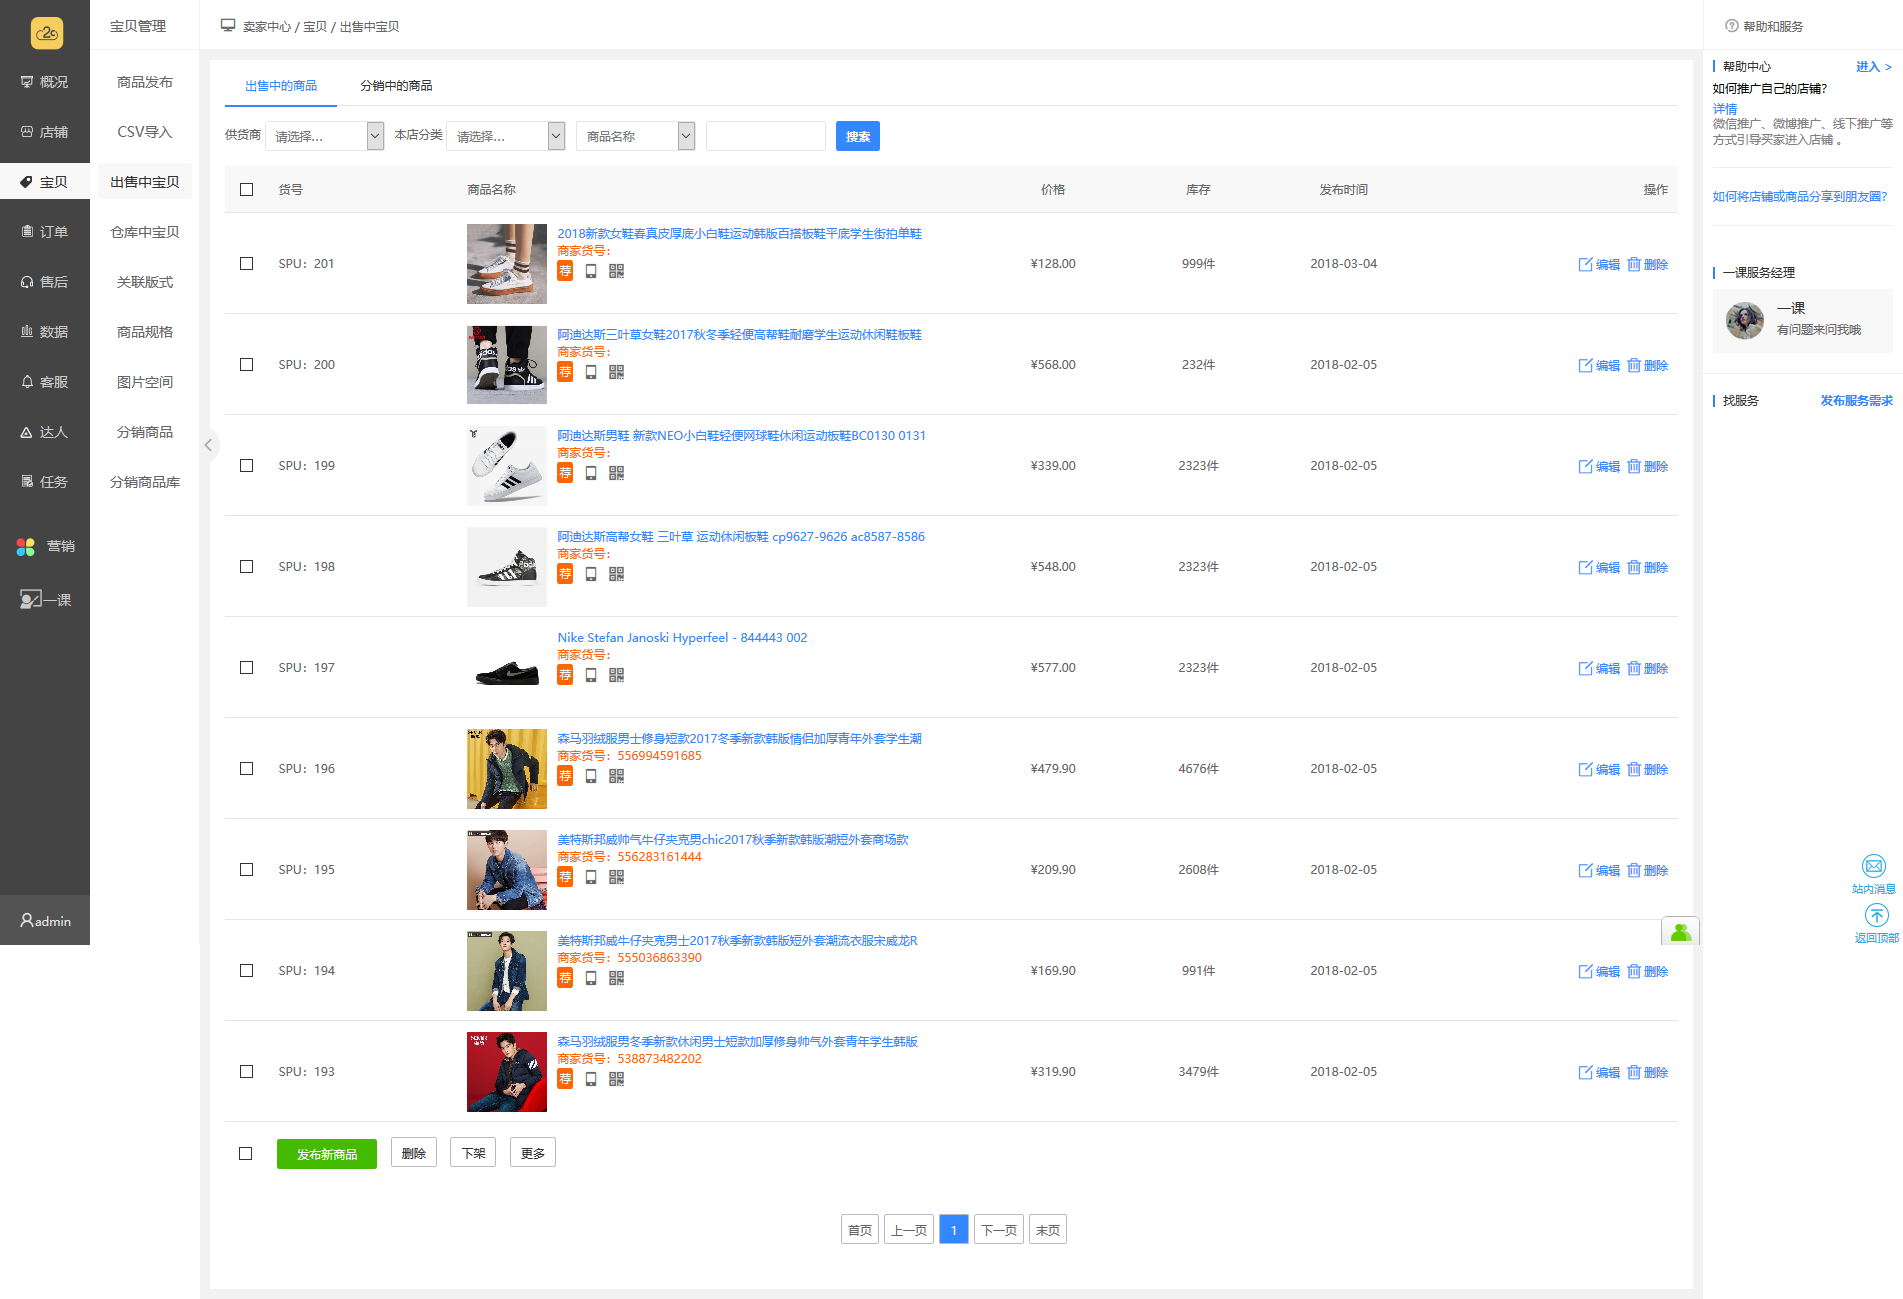 宝贝管理
卖家中心 / 宝贝 / 出售中宝贝
帮助和服务
概况
店铺
宝贝
订单
售后
数据
客服
达人
任务
营销
一课
admin
商品发布
CSV导入
出售中宝贝
仓库中宝贝
关联版式
商品规格
图片空间
分销商品
分销商品库
出售中的商品 分销中的商品
供货商 请选择... 本店分类 请选择... 商品名称 搜索
货号 商品名称 价格 库存 发布时间 操作
SPU：201
2018新款女鞋春真皮厚底小白鞋运动韩版百搭板鞋平底学生街拍单鞋
商家货号：
荐
¥128.00 999件 2018-03-04 编辑 删除
SPU：200
阿迪达斯三叶草女鞋2017秋冬季轻便高帮鞋耐磨学生运动休闲鞋板鞋
商家货号：
荐
¥568.00 232件 2018-02-05 编辑 删除
SPU：199
阿迪达斯男鞋 新款NEO小白鞋轻便网球鞋休闲运动板鞋BC0130 0131
商家货号：
荐
¥339.00 2323件 2018-02-05 编辑 删除
SPU：198
阿迪达斯高帮女鞋 三叶草 运动休闲板鞋 cp9627-9626 ac8587-8586
商家货号：
荐
¥548.00 2323件 2018-02-05 编辑 删除
SPU：197
Nike Stefan Janoski Hyperfeel - 844443 002
商家货号：
荐
¥577.00 2323件 2018-02-05 编辑 删除
SPU：196
森马羽绒服男士修身短款2017冬季新款韩版情侣加厚青年外套学生潮
商家货号：556994591685
荐
¥479.90 4676件 2018-02-05 编辑 删除
SPU：195
美特斯邦威帅气牛仔夹克男chic2017秋季新款韩版潮短外套商场款
商家货号：556283161444
荐
¥209.90 2608件 2018-02-05 编辑 删除
SPU：194
美特斯邦威牛仔夹克男士2017秋季新款韩版短外套潮流衣服宋威龙R
商家货号：555036863390
荐
¥169.90 991件 2018-02-05 编辑 删除
SPU：193
森马羽绒服男冬季新款休闲男士短款加厚修身帅气外套青年学生韩版
商家货号：538873482202
荐
¥319.90 3479件 2018-02-05 编辑 删除
发布新商品 删除 下架 更多
首页 上一页 1 下一页 末页
帮助中心 进入 >
如何推广自己的店铺?
详情
微信推广、微博推广、线下推广等
方式引导买家进入店铺 。
如何将店铺或商品分享到朋友圈?
一课服务经理
一课
有问题来问我哦
找服务 发布服务需求
站内消息
返回顶部